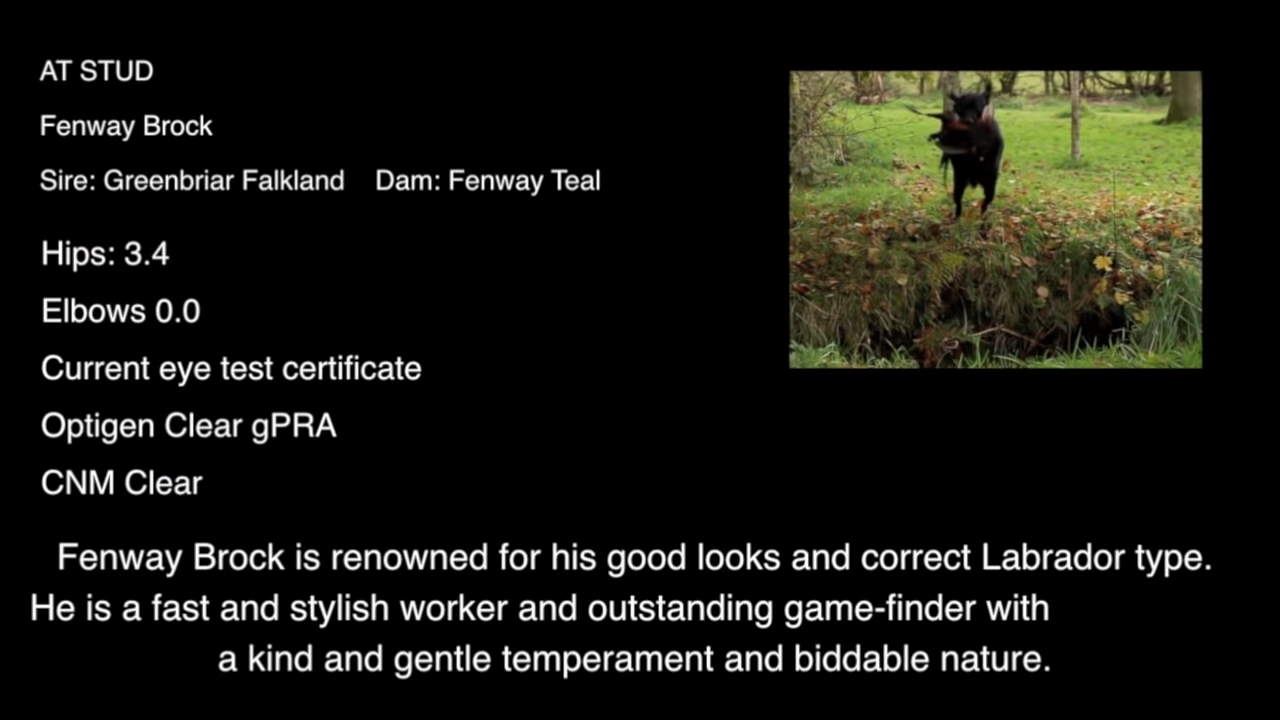 AT STUD
Fenway Brock
Sire: Greenbriar Falkland Dam: Fenway Teal
Hips: 3.4
Elbows 0.0
Current eye test certificate
Optigen Clear gPRA
CNM Clear
Fenway Brock is renowned for his good looks and correct Labrador type.
He is a fast and stylish worker and outstanding game-finder with
a kind and gentle temperament and biddable nature.